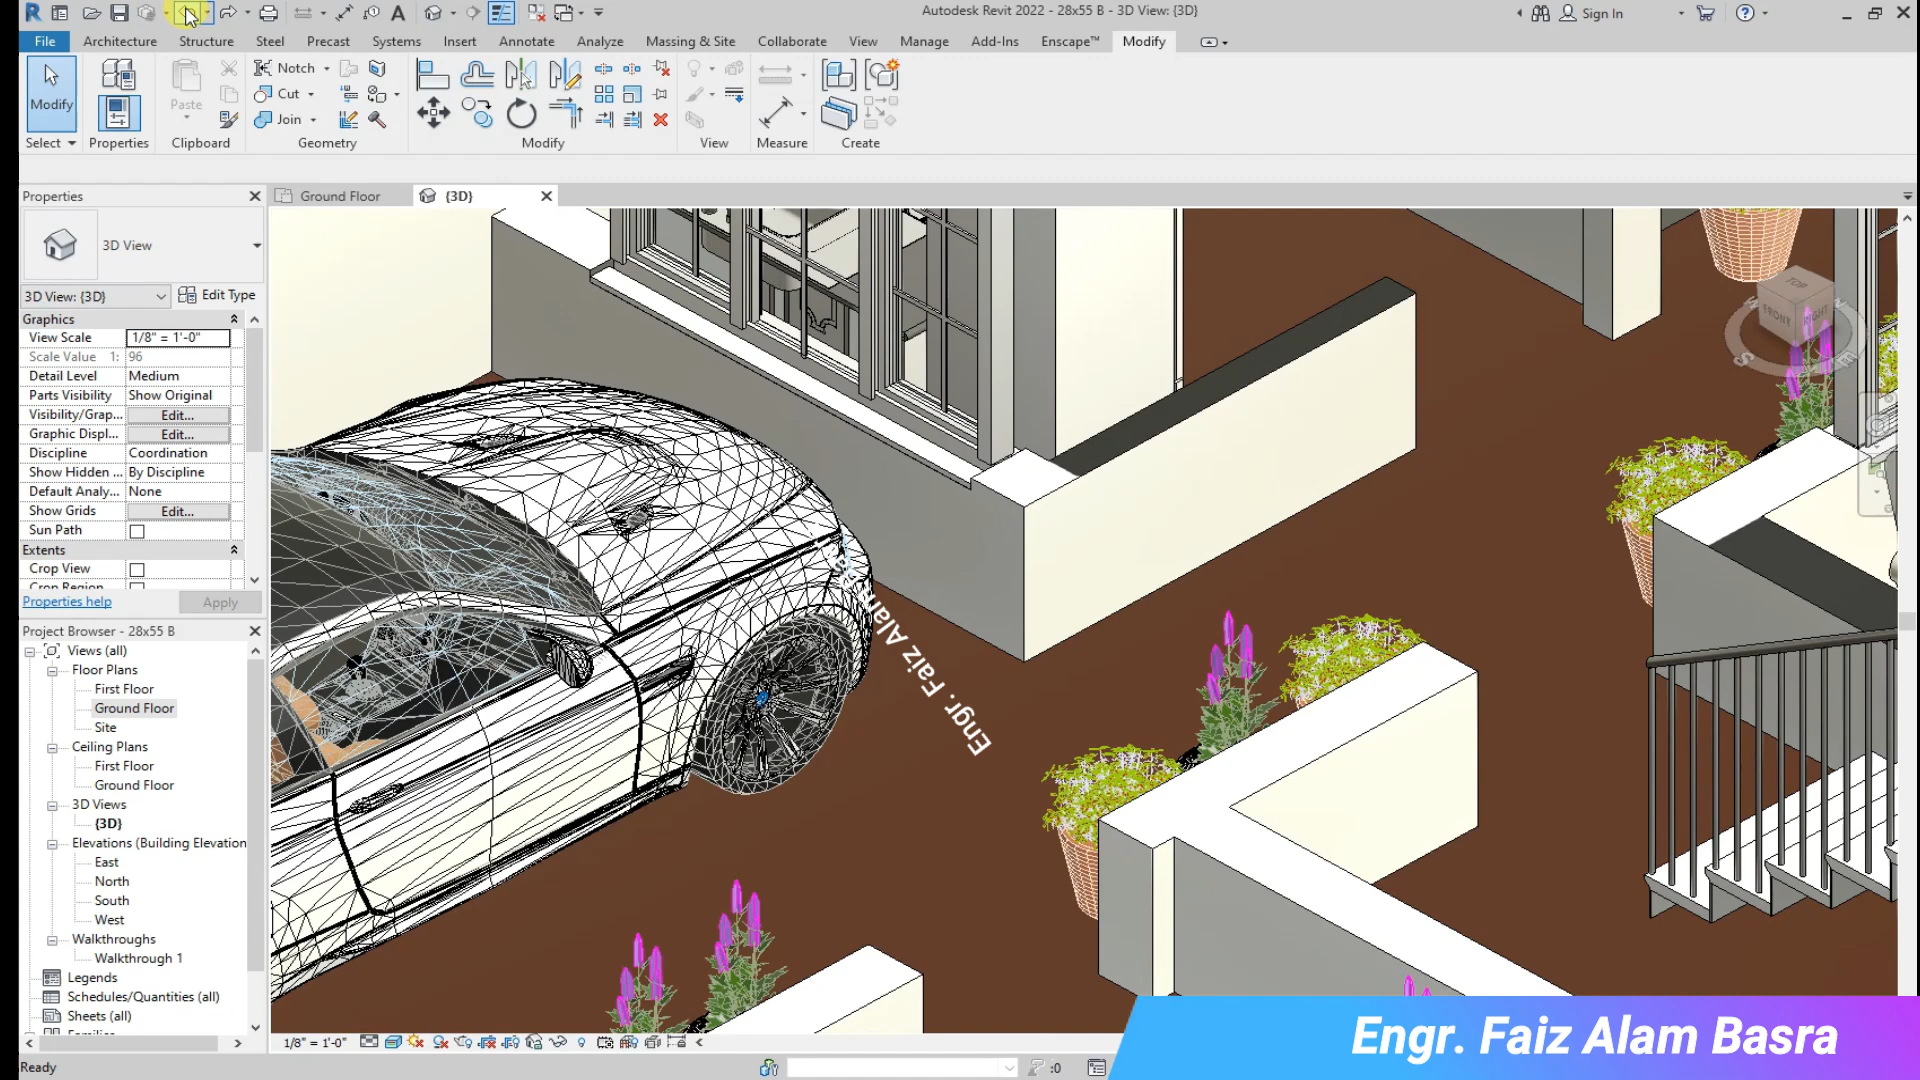 Autodesk Revit 2022 - 28x55 B - 3D View: {3D}
Sign In
File Architecture Structure Steel Precast Systems Insert Annotate Analyze Massing & Site Collaborate View Manage Add-Ins Enscape™ Modify
Modify
Paste
Notch
Cut
Join
Select Properties Clipboard Geometry Modify View Measure Create
Properties
Ground Floor
{3D}
3D View
3D View: {3D}
Edit Type
Graphics
View Scale 1/8" = 1'-0"
Scale Value 1: 96
Detail Level Medium
Parts Visibility Show Original
Visibility/Grap... Edit...
Graphic Displ... Edit...
Discipline Coordination
Show Hidden ... By Discipline
Default Analy... None
Show Grids Edit...
Sun Path
Extents
Crop View
Crop Region
Properties help
Apply
Project Browser - 28x55 B
Views (all)
Floor Plans
First Floor
Ground Floor
Site
Ceiling Plans
First Floor
Ground Floor
3D Views
{3D}
Elevations (Building Elevation
East
North
South
West
Walkthroughs
Walkthrough 1
Legends
Schedules/Quantities (all)
Sheets (all)
Families
TOP
FRONT
RIGHT
Engr. Faiz Alam
1/8" = 1'-0"
Ready
:0
Engr. Faiz Alam Basra